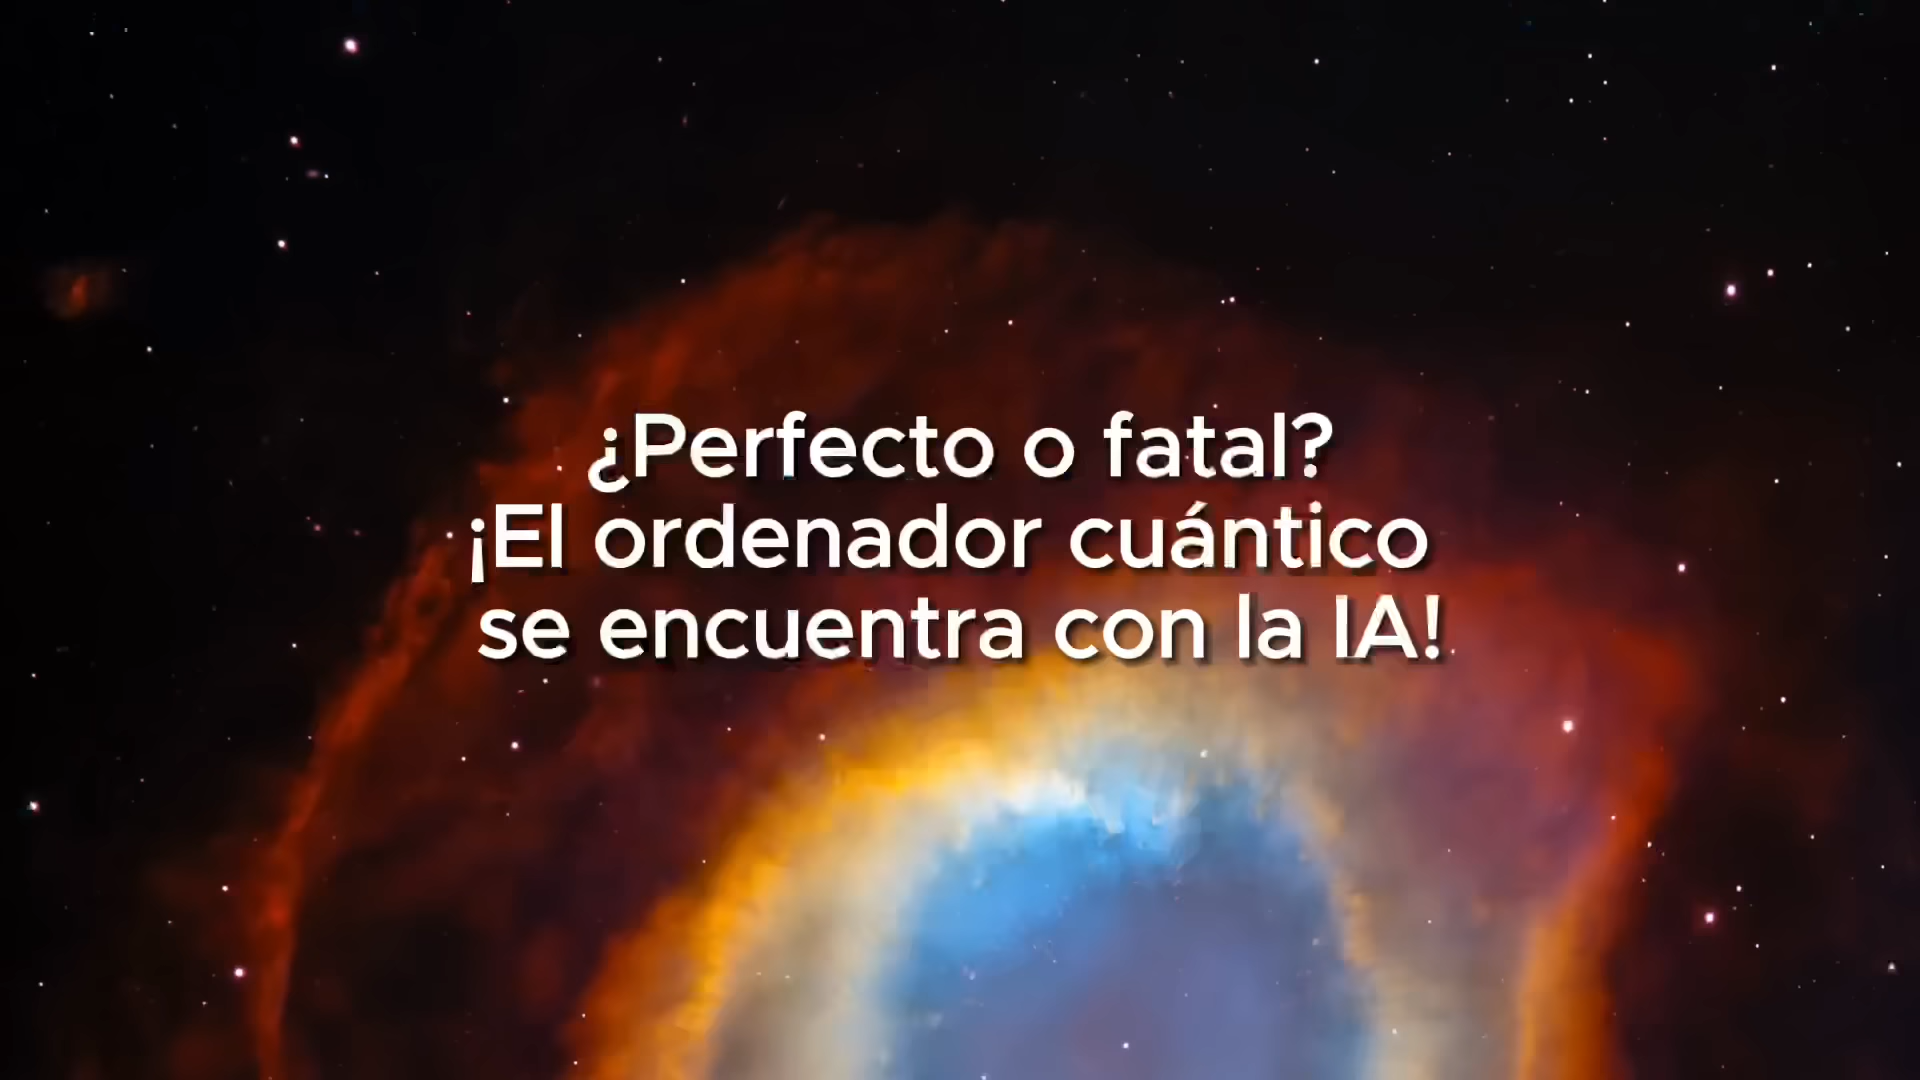 ¿Perfecto o fatal?
¡El ordenador cuántico
se encuentra con la IA!